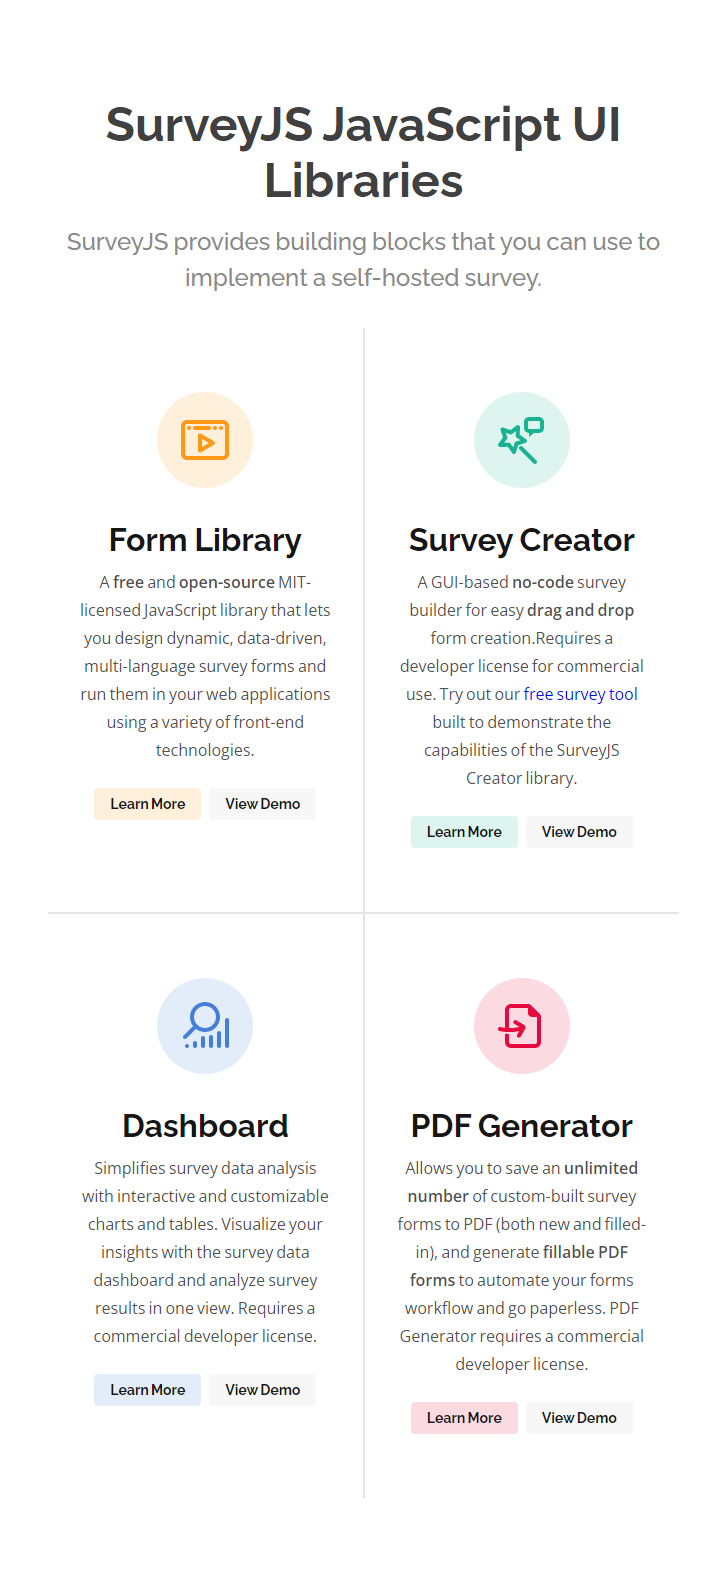 SurveyJS JavaScript UI
Libraries
SurveyJS provides building blocks that you can use to
implement a self-hosted survey.
Form Library
A free and open-source MIT-
licensed JavaScript library that lets
you design dynamic, data-driven,
multi-language survey forms and
run them in your web applications
using a variety of front-end
technologies.
Learn More
View Demo
Survey Creator
A GUI-based no-code survey
builder for easy drag and drop
form creation.Requires a
developer license for commercial
use. Try out our free survey tool
built to demonstrate the
capabilities of the SurveyJS
Creator library.
Learn More
View Demo
Dashboard
Simplifies survey data analysis
with interactive and customizable
charts and tables. Visualize your
insights with the survey data
dashboard and analyze survey
results in one view. Requires a
commercial developer license.
Learn More
View Demo
PDF Generator
Allows you to save an unlimited
number of custom-built survey
forms to PDF (both new and filled-
in), and generate fillable PDF
forms to automate your forms
workflow and go paperless. PDF
Generator requires a commercial
developer license.
Learn More
View Demo